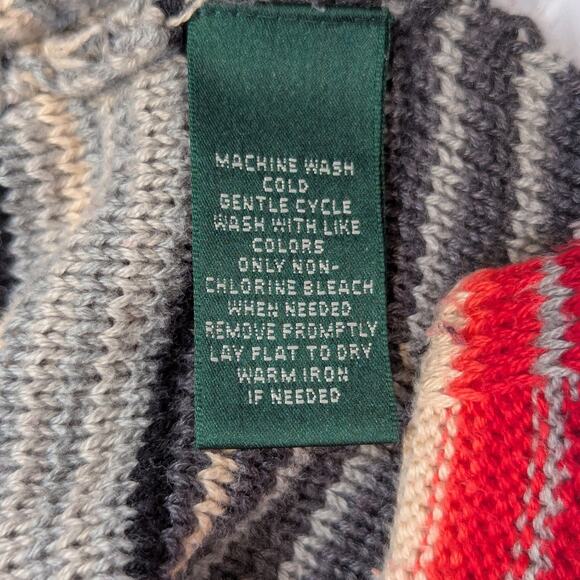 MACHINE WASH
COLD
GENTLE CYCLE
WASH WITH LIKE
COLORS
ONLY NON-
CHLORINE BLEACH
WHEN NEEDED
REMOVE PROMPTLY
LAY FLAT TO DRY
WARM IRON
IF NEEDED